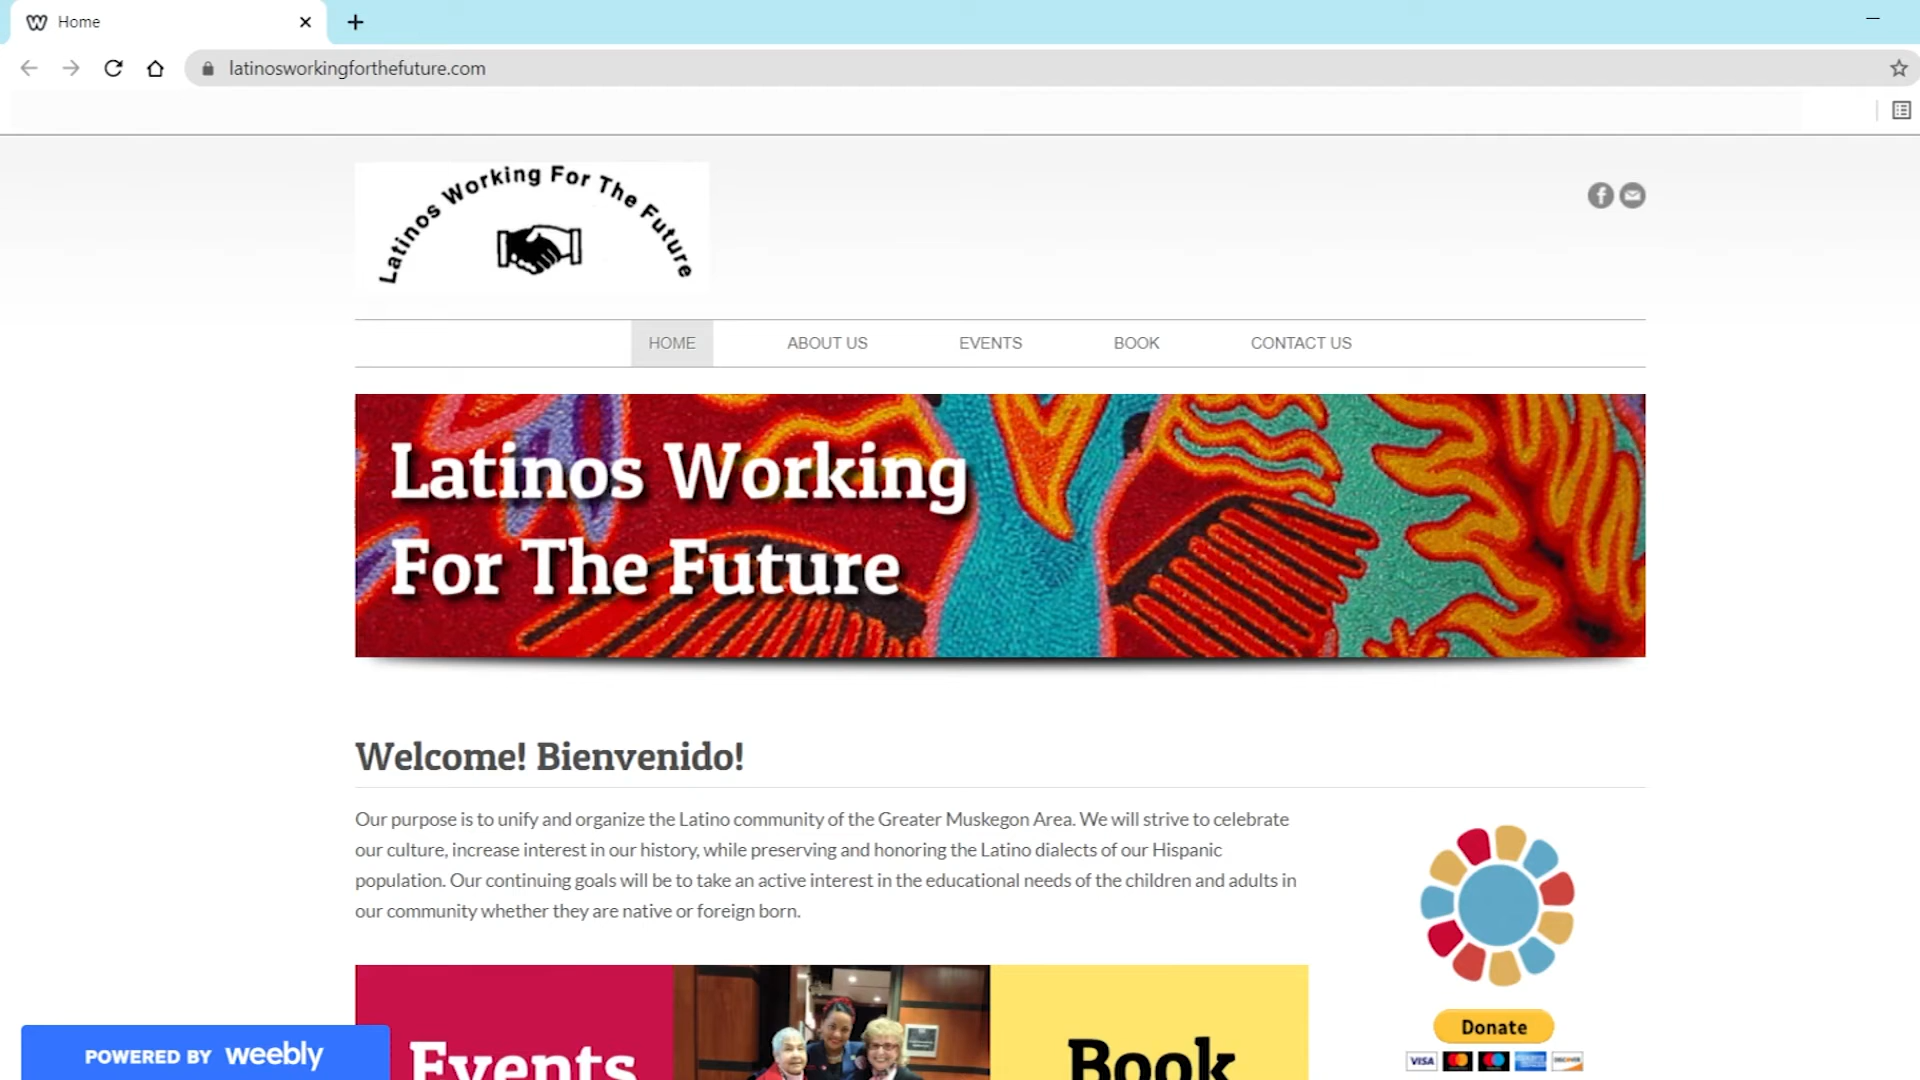 Home
latinosworkingforthefuture.com
Latinos Working For The Future
HOME
ABOUT US
EVENTS
BOOK
CONTACT US
Latinos Working
For The Future
Welcome! Bienvenido!
Our purpose is to unify and organize the Latino community of the Greater Muskegon Area. We will strive to celebrate
our culture, increase interest in our history, while preserving and honoring the Latino dialects of our Hispanic
population. Our continuing goals will be to take an active interest in the educational needs of the children and adults in
our community whether they are native or foreign born.
Events
Book
Donate
VISA
DISCOVER
POWERED BY weebly